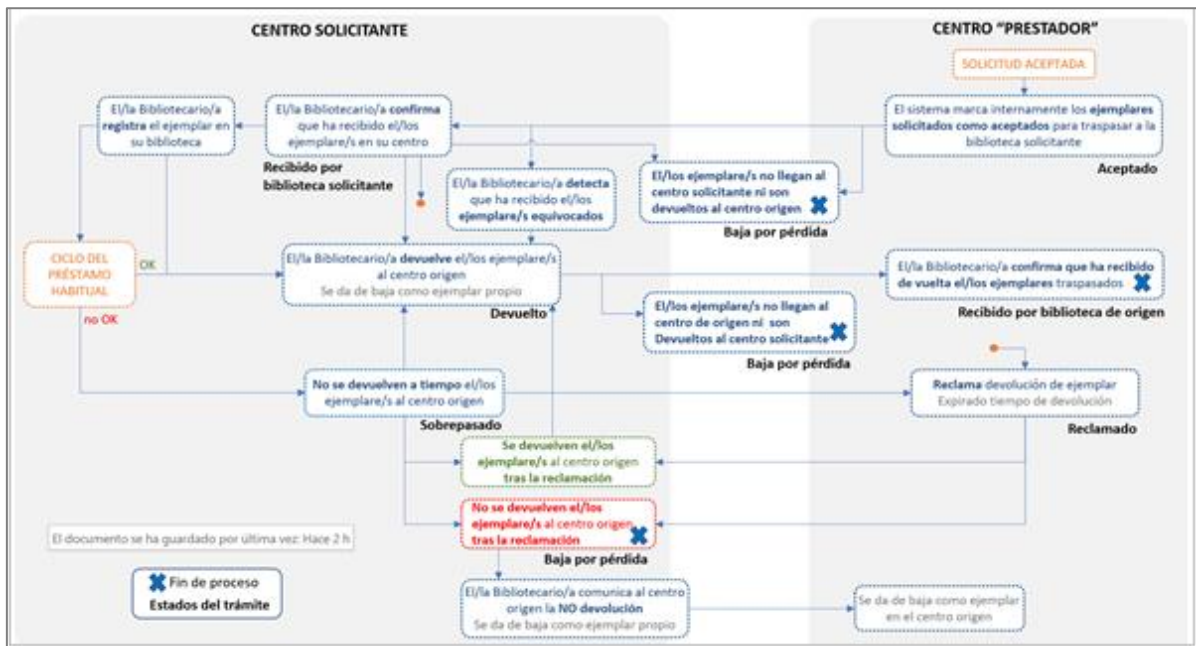 CENTRO SOLICITANTE
CENTRO “PRESTADOR”
SOLICITUD ACEPTADA
El sistema marca internamente los ejemplares
solicitados como aceptados para traspasar a la
biblioteca solicitante
Aceptado
El/la Bibliotecario/a
registra el ejemplar en
su biblioteca
El/la Bibliotecario/a confirma
que ha recibido el/los
ejemplare/s en su centro
Recibido por
biblioteca solicitante
El/la Bibliotecario/a detecta
que ha recibido el/los
ejemplare/s equivocados
El/los ejemplare/s no llegan al
centro solicitante ni son
devueltos al centro origen
Baja por pérdida
CICLO DEL
PRÉSTAMO
HABITUAL
OK
no OK
El/la Bibliotecario/a devuelve el/los ejemplare/s
al centro origen
Se da de baja como ejemplar propio
Devuelto
El/la Bibliotecario/a confirma que ha recibido
de vuelta el/los ejemplares traspasados
Recibido por biblioteca de origen
El/los ejemplare/s no llegan al
centro de origen ni son
Devueltos al centro solicitante
Baja por pérdida
No se devuelven a tiempo el/los
ejemplare/s al centro origen
Sobrepasado
Reclama devolución de ejemplar
Expirado tiempo de devolución
Reclamado
Se devuelven el/los
ejemplare/s al centro origen
tras la reclamación
No se devuelven el/los
ejemplare/s al centro origen
tras la reclamación
Baja por pérdida
El documento se ha guardado por última vez: Hace 2 h
Fin de proceso
Estados del trámite
El/la Bibliotecario/a comunica al centro
origen la NO devolución
Se da de baja como ejemplar propio
Se da de baja como ejemplar
en el centro origen